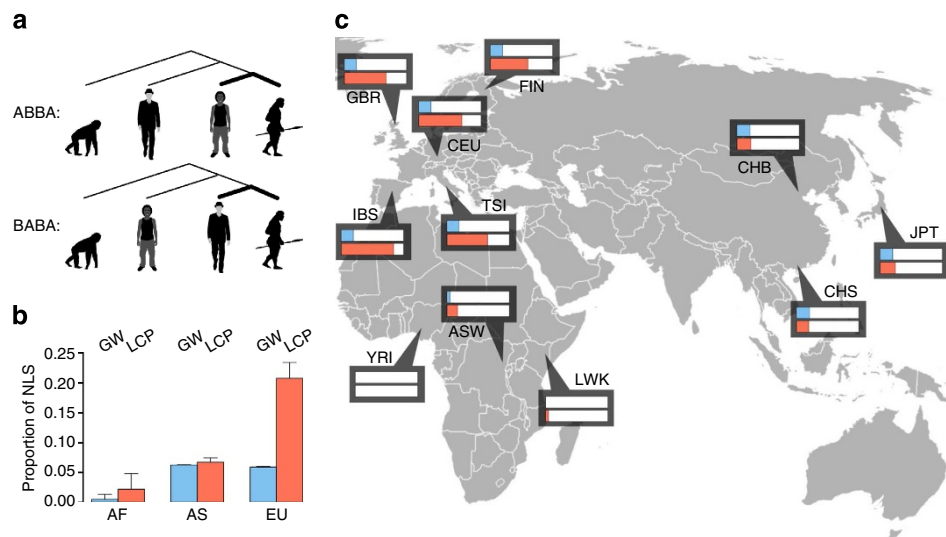 a
ABBA:
BABA:
b
GW LCP GW LCP GW LCP
Proportion of NLS
0.25
0.20
0.15
0.10
0.05
0.00
AF AS EU
c
GBR
FIN
CEU
CHB
IBS
TSI
JPT
ASW
CHS
YRI
LWK